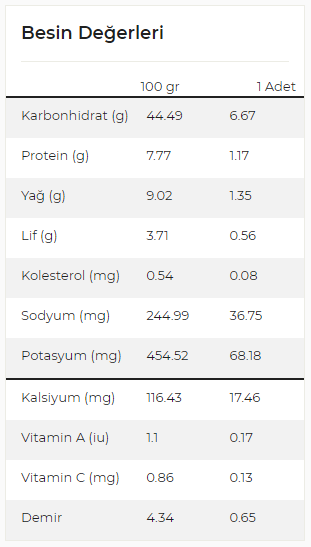 Besin Değerleri
100 gr 1 Adet
Karbonhidrat (g) 44.49 6.67
Protein (g) 7.77 1.17
Yağ (g) 9.02 1.35
Lif (g) 3.71 0.56
Kolesterol (mg) 0.54 0.08
Sodyum (mg) 244.99 36.75
Potasyum (mg) 454.52 68.18
Kalsiyum (mg) 116.43 17.46
Vitamin A (iu) 1.1 0.17
Vitamin C (mg) 0.86 0.13
Demir 4.34 0.65